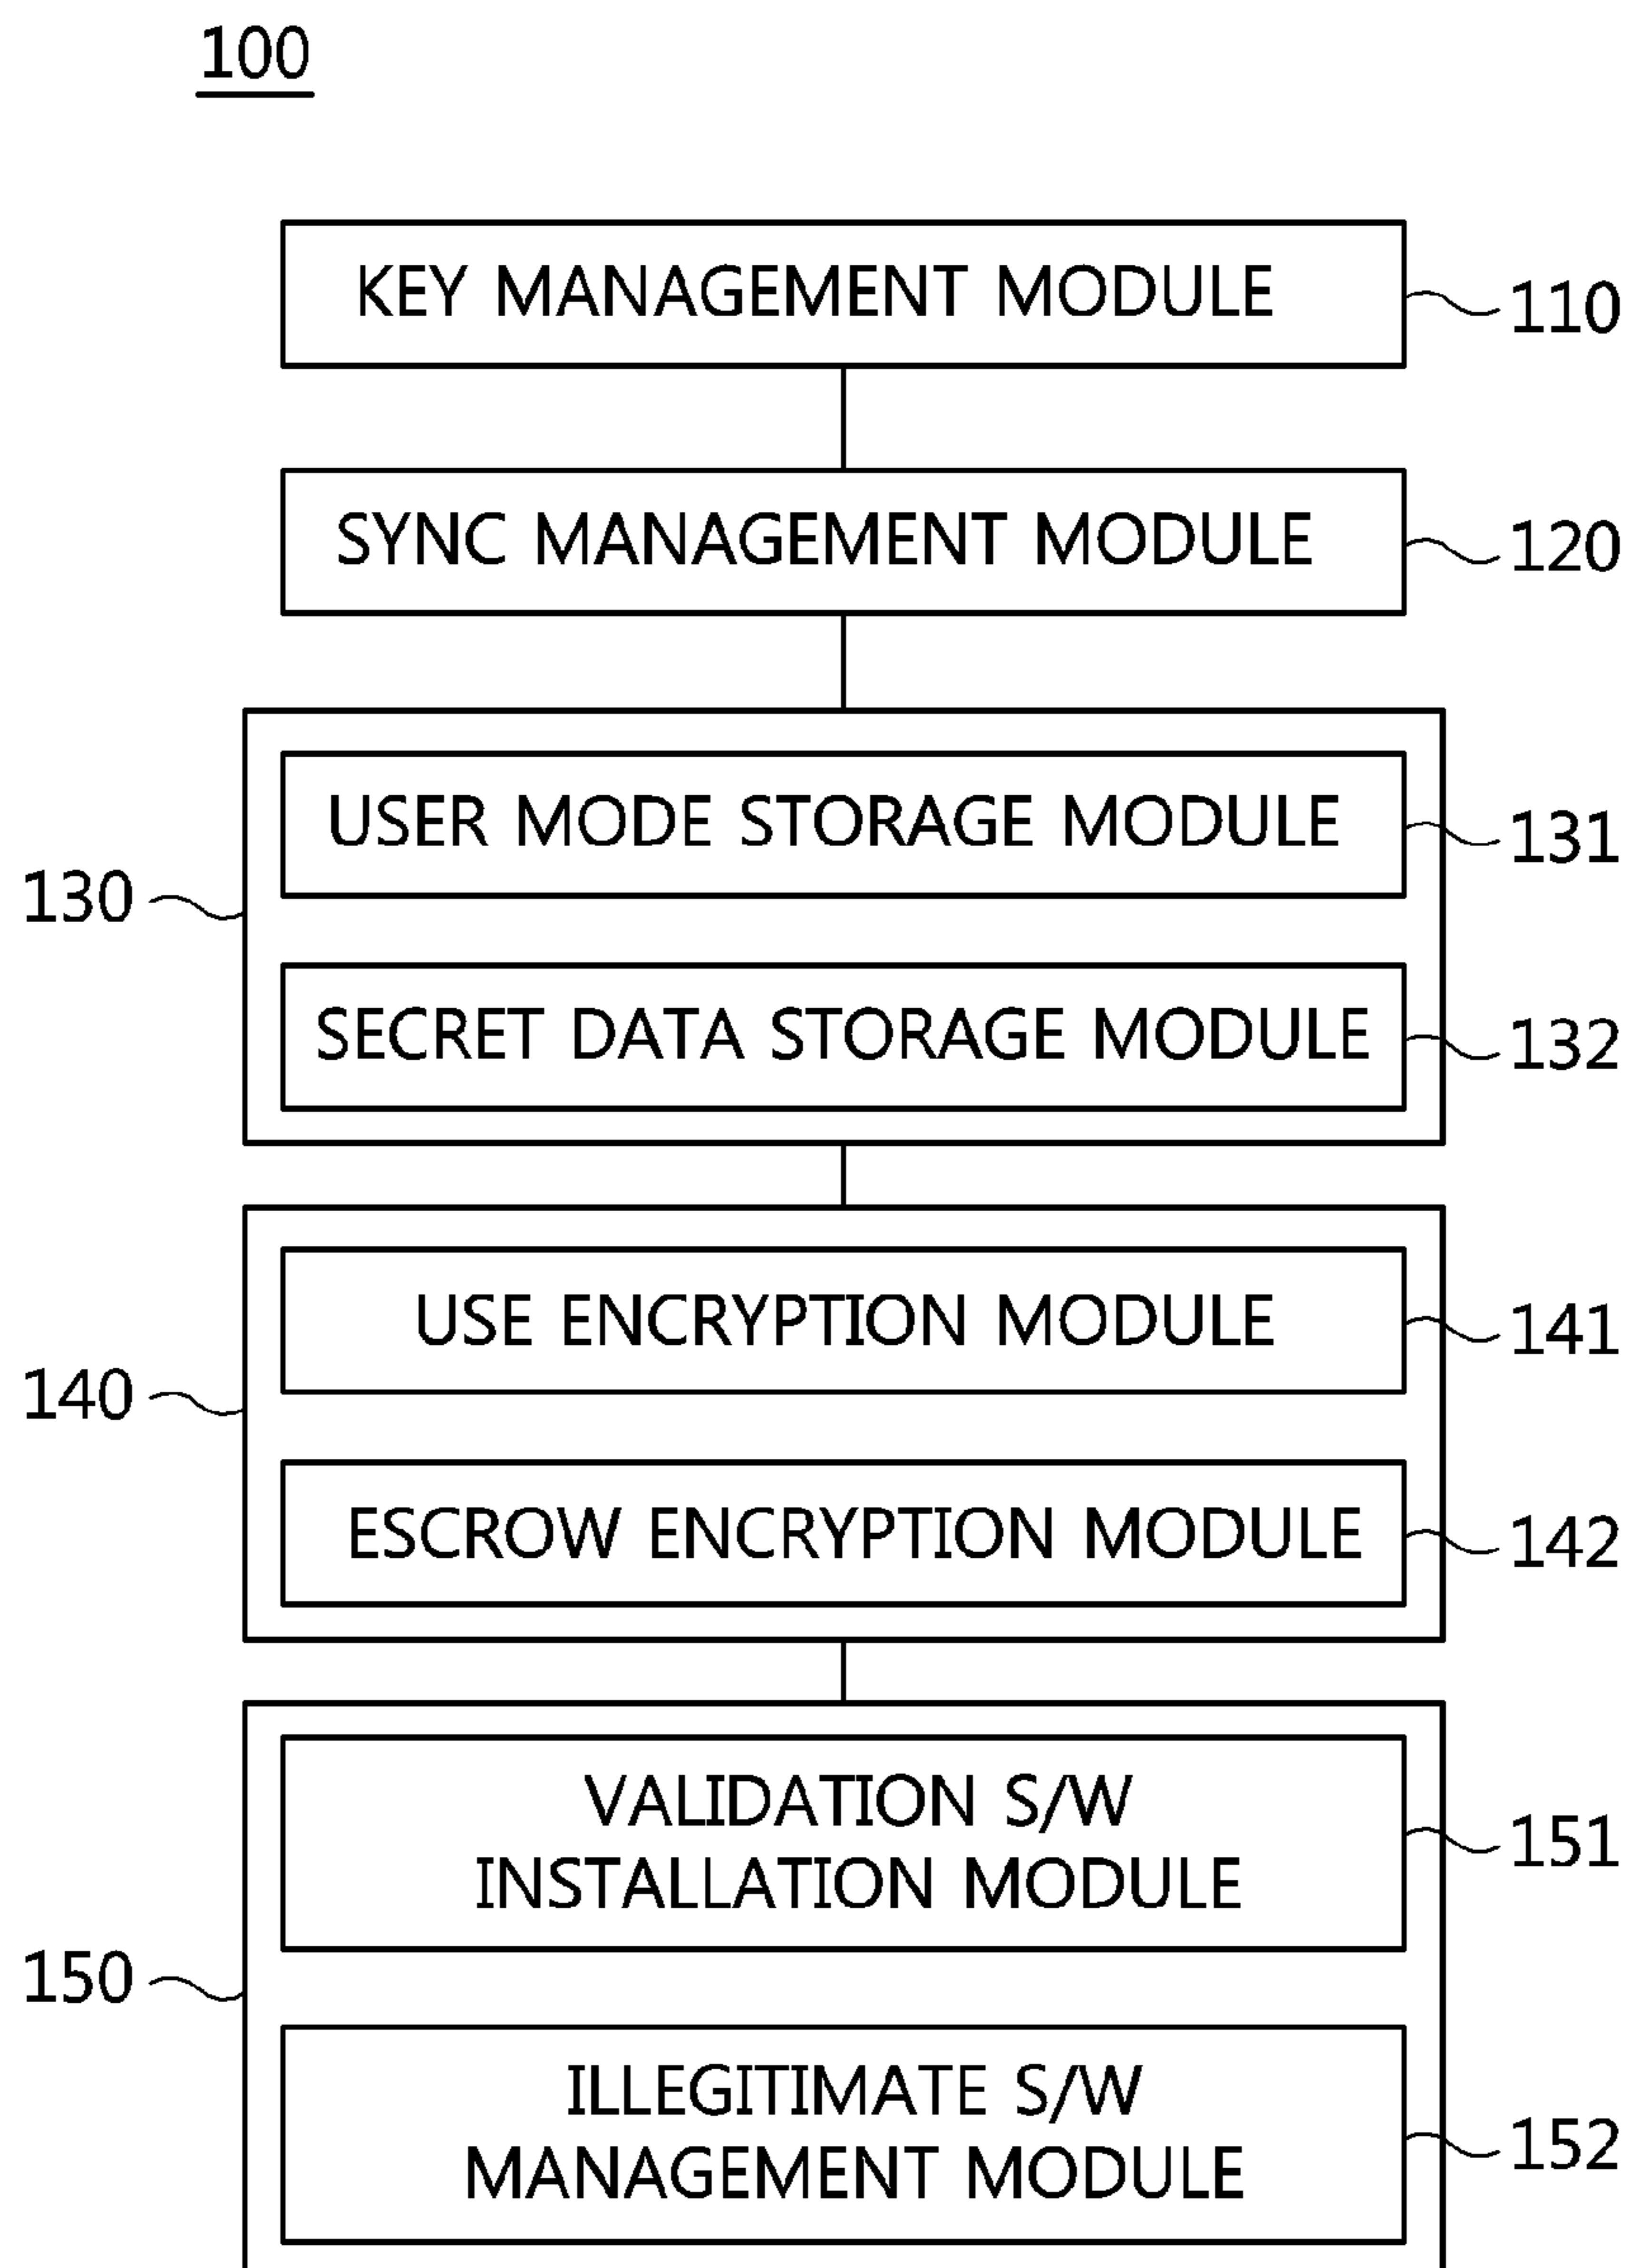 100
KEY MANAGEMENT MODULE
110
SYNC MANAGEMENT MODULE
120
USER MODE STORAGE MODULE
131
130
SECRET DATA STORAGE MODULE
132
USE ENCRYPTION MODULE
141
140
ESCROW ENCRYPTION MODULE
142
VALIDATION S/W
INSTALLATION MODULE
151
150
ILLEGITIMATE S/W
MANAGEMENT MODULE
152